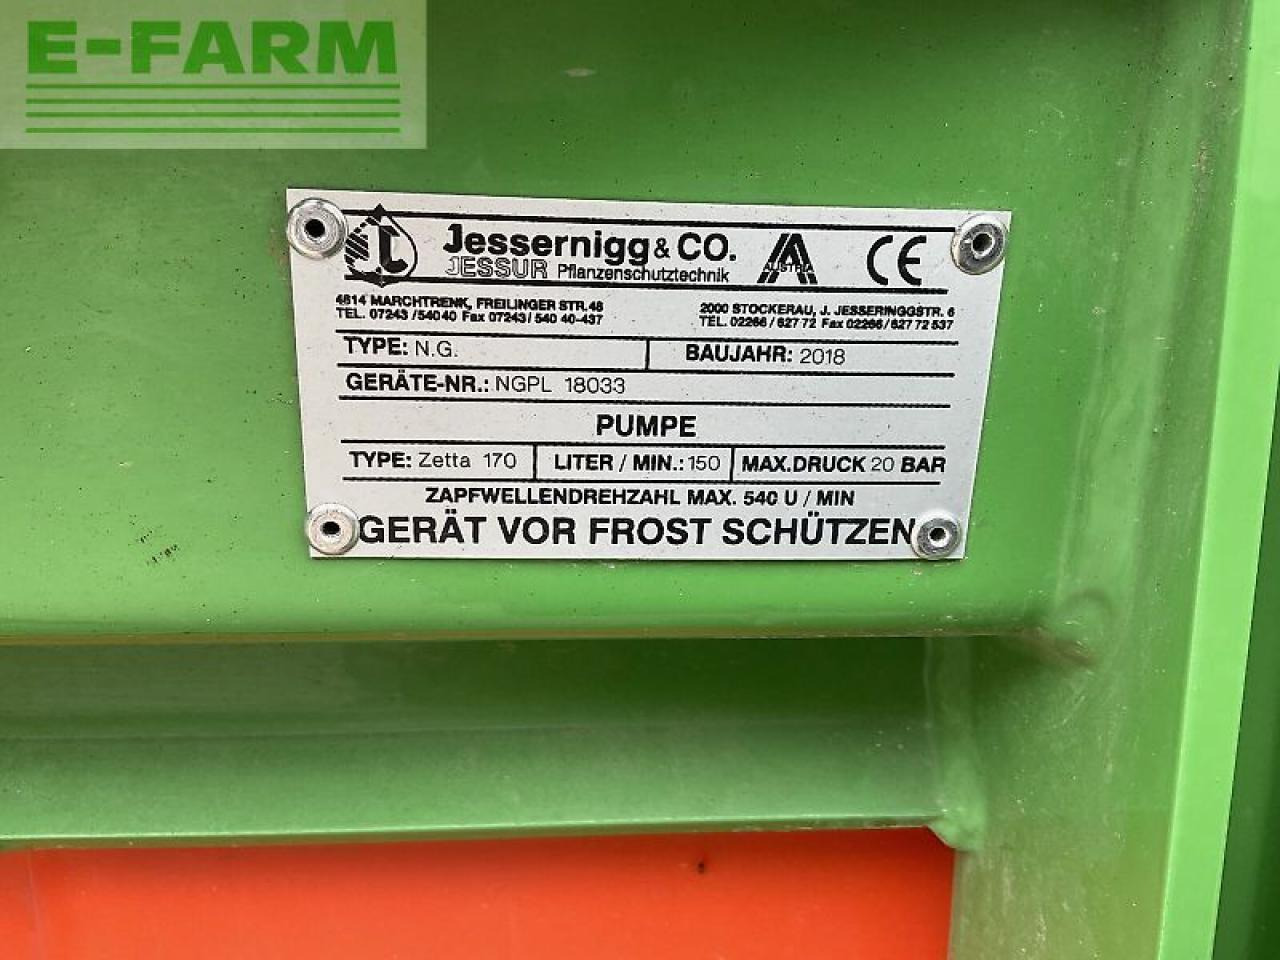 E-FARM
Jessernigg & CO.
JESSUR Pflanzenschutztechnik
AUSTRIA
CE
4614 MARCHTRENK, FREILINGER STR. 48
TEL. 07243 / 540 40 Fax 07243 / 540 40-437
2000 STOCKERAU, J. JESSERINGGSTR. 6
TEL. 02266 / 627 72 Fax 02266 / 627 72 537
TYPE: N.G.
BAUJAHR: 2018
GERÄTE-NR.: NGPL 18033
PUMPE
TYPE: Zetta 170
LITER / MIN.: 150
MAX.DRUCK 20 BAR
ZAPFWELLENDREHZAHL MAX. 540 U / MIN
GERÄT VOR FROST SCHÜTZEN